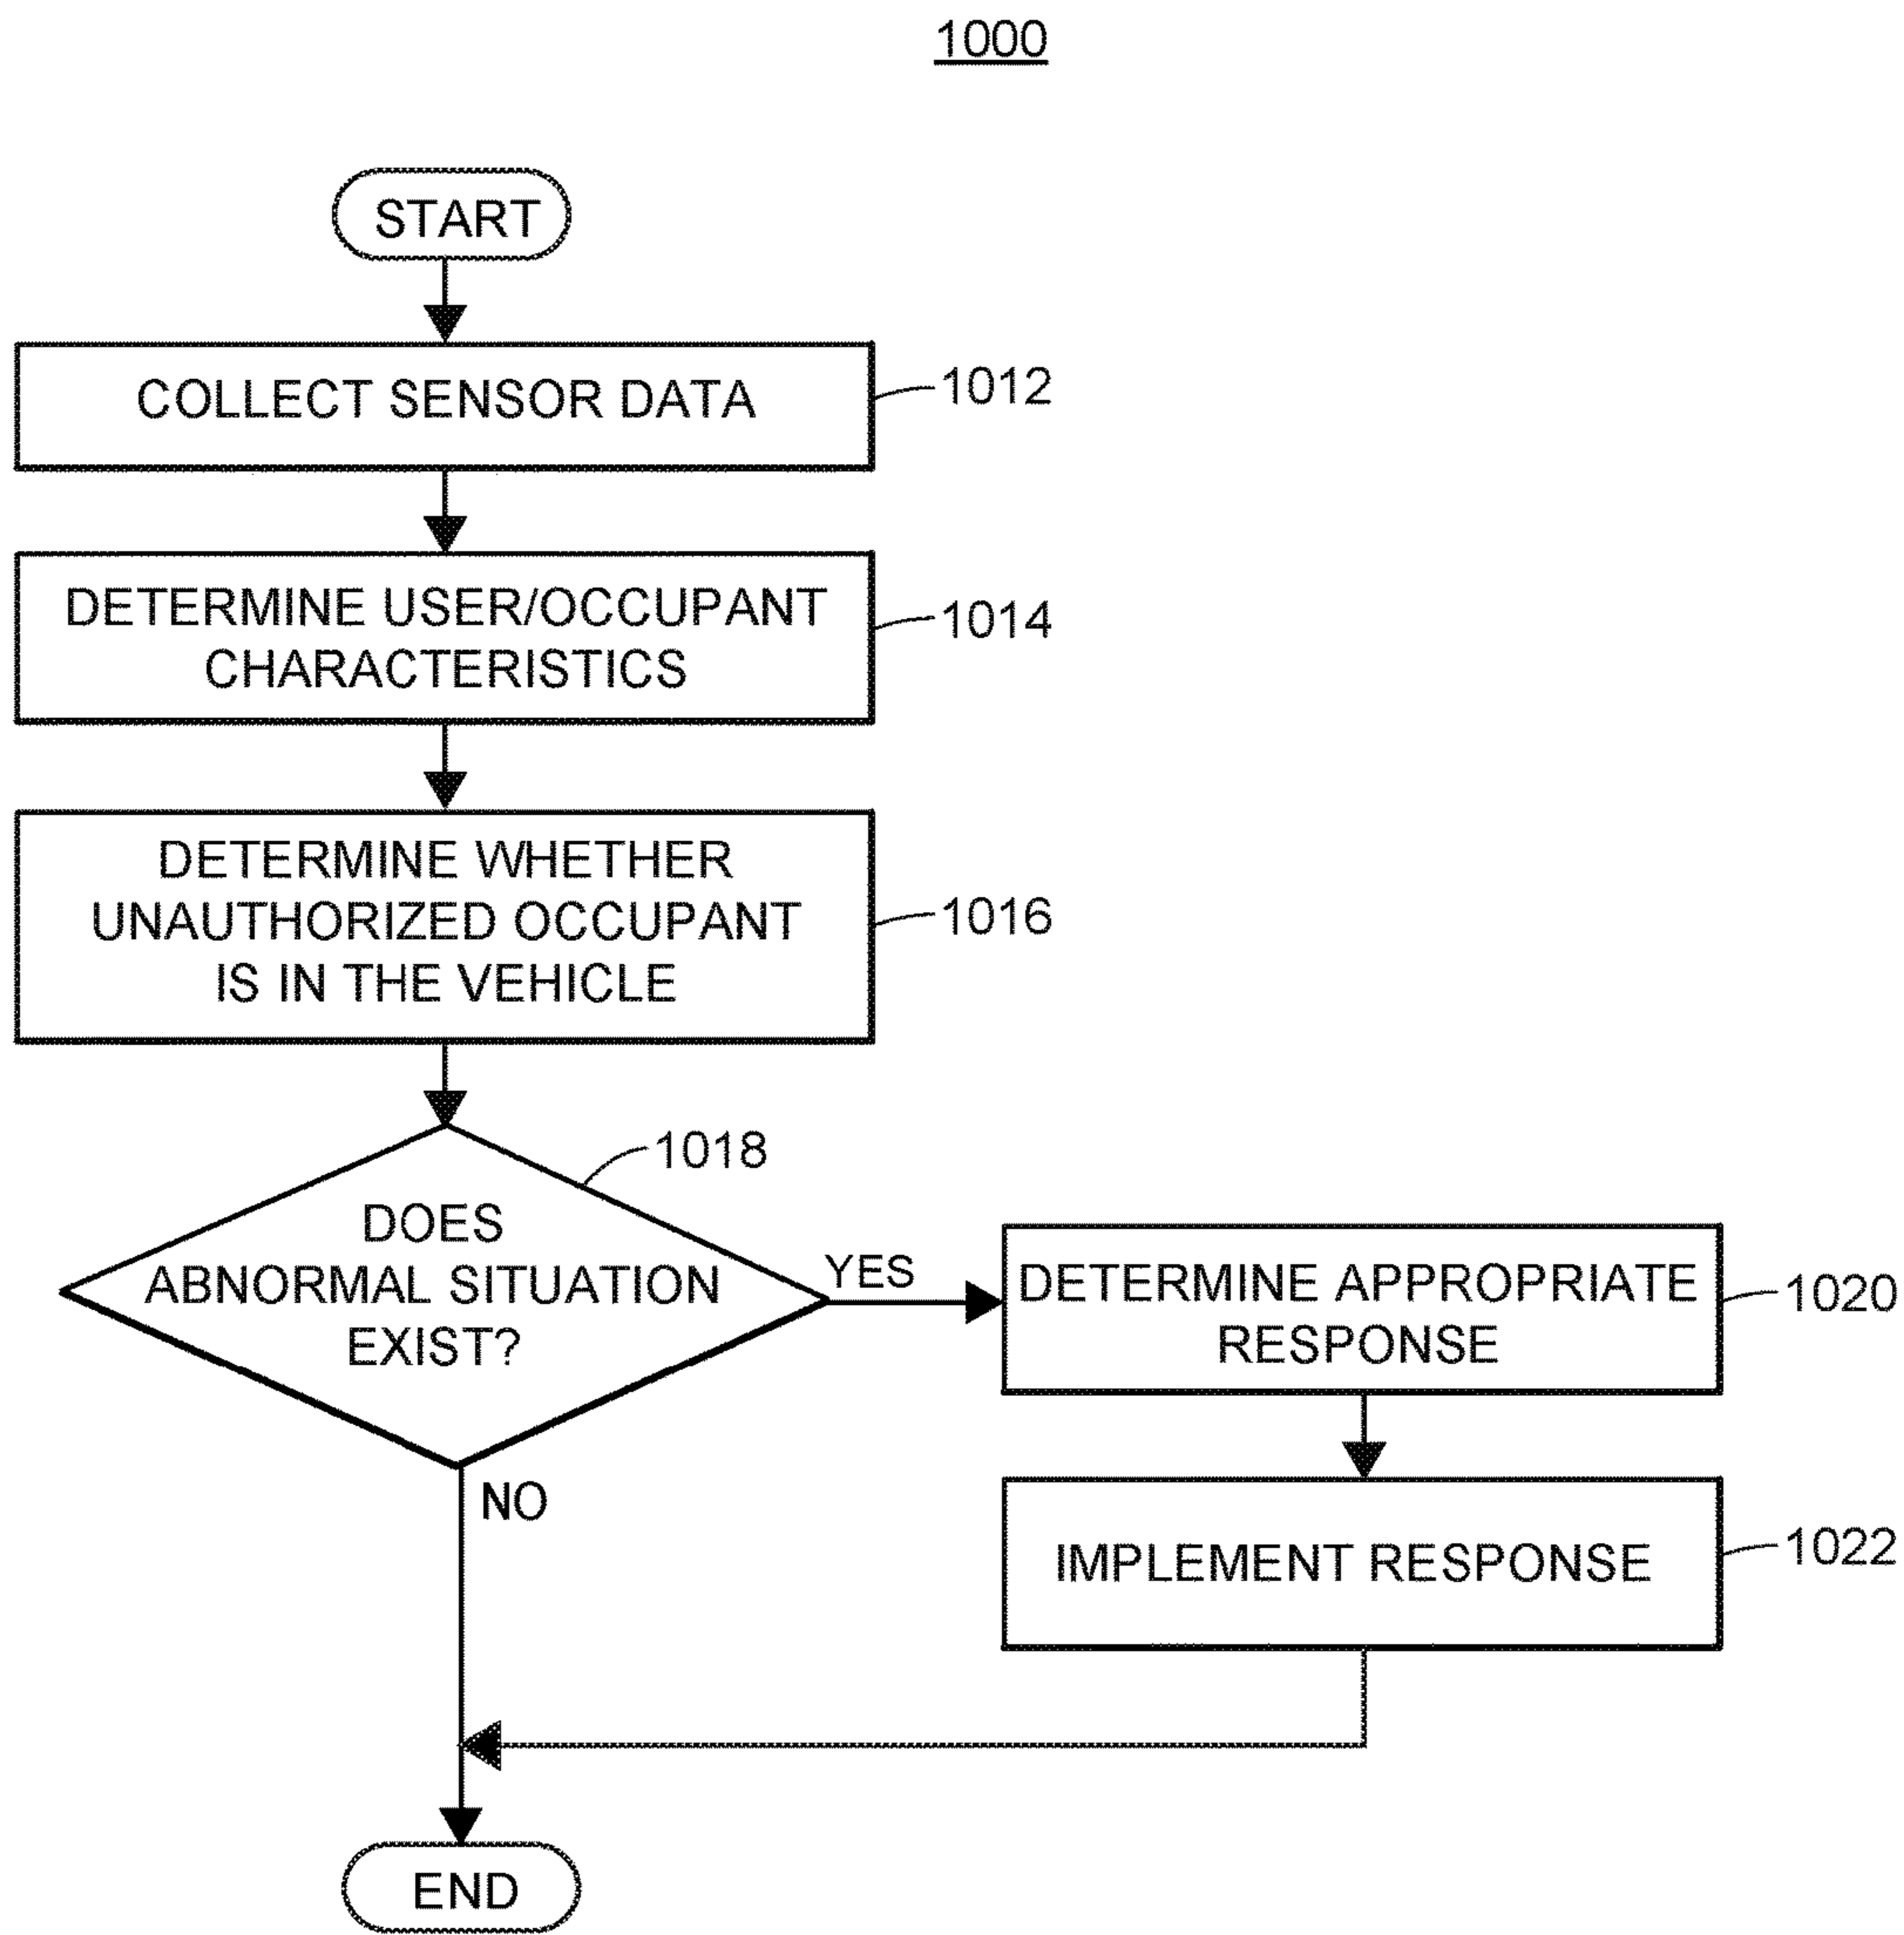 1000
START
COLLECT SENSOR DATA
1012
DETERMINE USER/OCCUPANT
CHARACTERISTICS
1014
DETERMINE WHETHER
UNAUTHORIZED OCCUPANT
IS IN THE VEHICLE
1016
DOES
ABNORMAL SITUATION
EXIST?
1018
YES
DETERMINE APPROPRIATE
RESPONSE
1020
NO
IMPLEMENT RESPONSE
1022
END